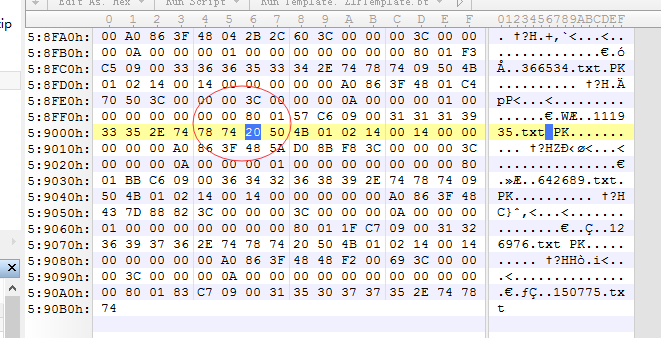 Edit As: Hex Run Script Run Template: ZIPTemplate.bt
zip
0 1 2 3 4 5 6 7 8 9 A B C D E F 0123456789ABCDEF
5:8FA0h: 00 A0 86 3F 48 04 2B 2C 60 3C 00 00 00 3C 00 00 . †?H.+,`<...<..
5:8FB0h: 00 0A 00 00 01 00 00 00 00 00 00 00 80 01 F3 ............€.ó
5:8FC0h: C5 09 00 33 36 36 35 33 34 2E 74 78 74 09 50 4B Å..366534.txt.PK
5:8FD0h: 01 02 14 00 14 00 00 00 00 00 A0 86 3F 48 01 C4 .......... †?H.Ä
5:8FE0h: 70 50 3C 00 00 00 3C 00 00 00 0A 00 00 00 01 00 pP<...<.........
5:8FF0h: 00 00 00 00 00 00 80 01 57 C6 09 00 31 31 31 39 ......€.WÆ..1119
5:9000h: 33 35 2E 74 78 74 20 50 4B 01 02 14 00 14 00 00 35.txt PK.......
5:9010h: 00 00 00 A0 86 3F 48 5A D0 8B F8 3C 00 00 00 3C ... †?HZÐ‹ø<...<
5:9020h: 00 00 00 0A 00 00 00 01 00 00 00 00 00 00 00 80 ...............€
5:9030h: 01 BB C6 09 00 36 34 32 36 38 39 2E 74 78 74 09 .»Æ..642689.txt.
5:9040h: 50 4B 01 02 14 00 14 00 00 00 00 00 A0 86 3F 48 PK.......... †?H
5:9050h: 43 7D 88 82 3C 00 00 00 3C 00 00 00 0A 00 00 00 C}ˆ‚<...<.......
5:9060h: 01 00 00 00 00 00 00 00 80 01 1F C7 09 00 31 32 ........€..Ç..12
5:9070h: 36 39 37 36 2E 74 78 74 20 50 4B 01 02 14 00 14 6976.txt PK.....
5:9080h: 00 00 00 00 00 A0 86 3F 48 48 F2 00 69 3C 00 00 ..... †?HHò.i<..
5:9090h: 00 3C 00 00 00 0A 00 00 00 01 00 00 00 00 00 00 .<..............
5:90A0h: 00 80 01 83 C7 09 00 31 35 30 37 37 35 2E 74 78 .€.ƒÇ..150775.tx
5:90B0h: 74 t